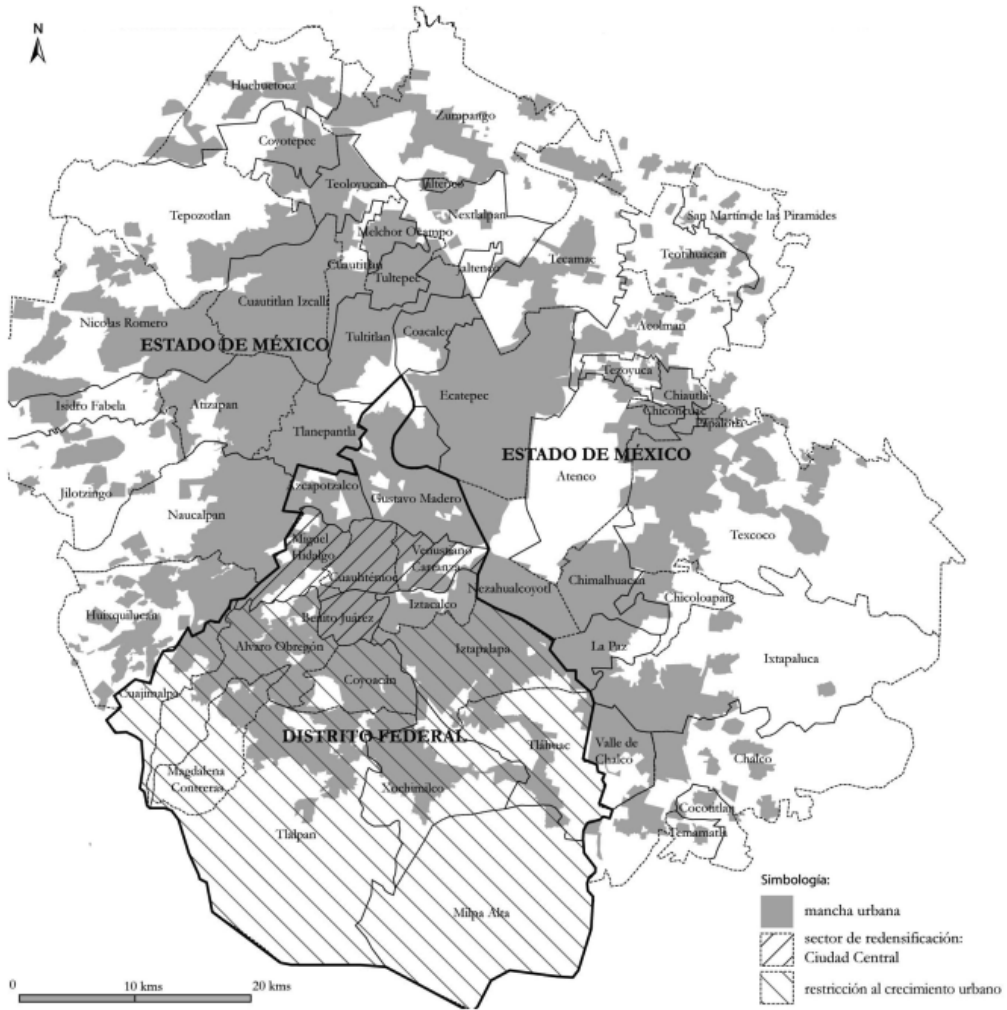 N
Huehuetoca
Zumpango
Coyotepec
Teoloyucan
Jaltenco
Tepozotlan
Nextlalpan
San Martín de las Piramides
Melchor Ocampo
Cuautitlan
Tultepec
Jaltenco
Tecamac
Teotihuacan
Cuautitlan Izcalli
Nicolas Romero
ESTADO DE MÉXICO
Tultitlan
Coacalco
Acolman
Tezoyuca
Isidro Fabela
Atizapan
Ecatepec
Chiautla
Chiconcuac
Papalotla
Tlanepantla
ESTADO DE MÉXICO
Atenco
Jilotzingo
Azcapotzalco
Gustavo Madero
Naucalpan
Texcoco
Miguel
Hidalgo
Venustiano
Carranza
Cuauhtémoc
Nezahualcoyotl
Chimalhuacan
Chicoloapan
Huixquilucan
Iztacalco
Benito Juárez
Alvaro Obregón
Iztapalapa
La Paz
Ixtapaluca
Coyoacán
Cuajimalpa
DISTRITO FEDERAL
Tláhuac
Valle de
Chalco
Chalco
Magdalena
Contreras
Xochimilco
Cocotitlan
Temamatla
Tlalpan
Milpa Alta
Simbología:
mancha urbana
sector de redensificación:
Ciudad Central
restricción al crecimiento urbano
0 10 kms 20 kms